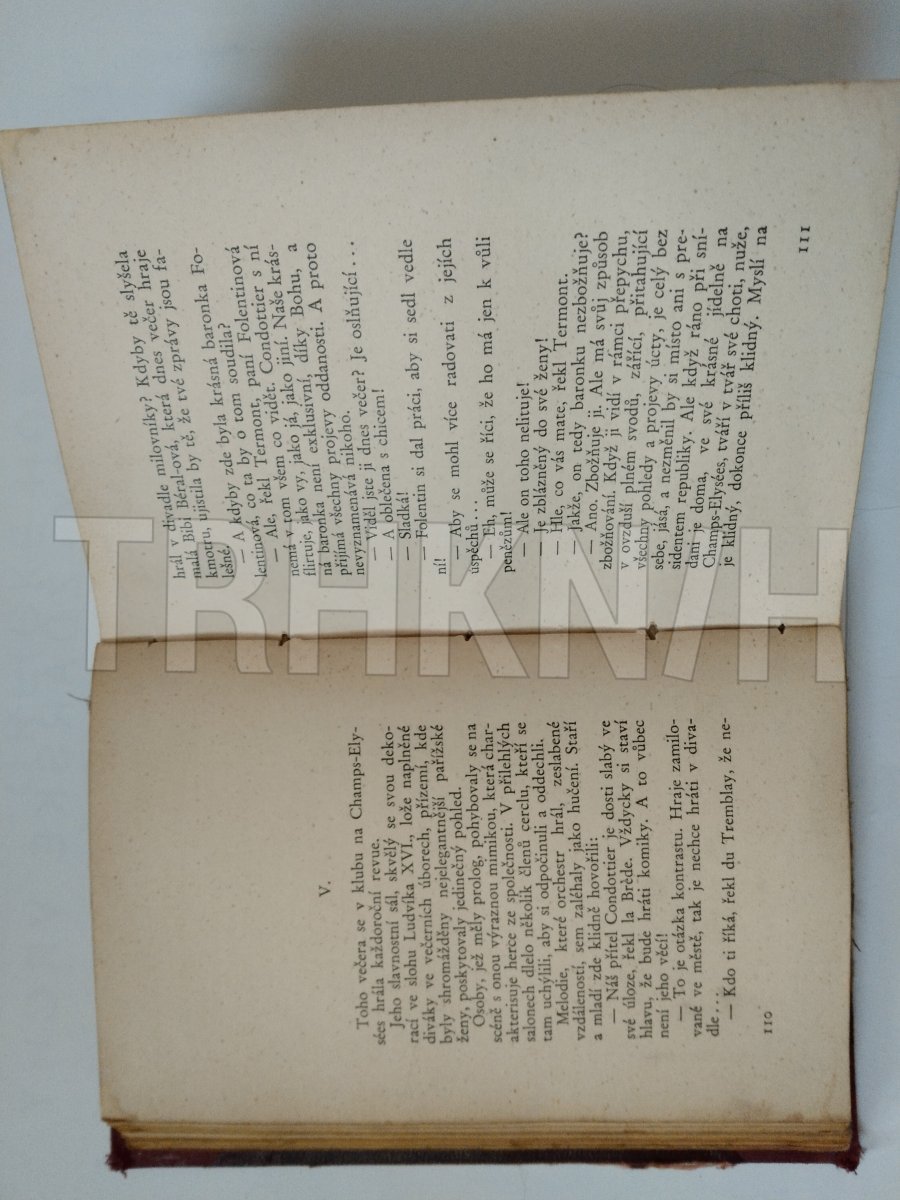 V.
Toho večera se v klubu na Champs-Ely-
sées hrála každoroční revue.
Jeho slavnostní sál, skvělý se svou deko-
rací ve slohu Ludvíka XVI., lože naplněné
diváky ve večerních úborech, přízemí, kde
byly shromážděny nejelegantnější pařížské
ženy, poskytovaly jedinečný pohled.
Osoby, jež měly prolog, pohybovaly se na
scéně s onou výraznou mimikou, která char-
akterisuje herce ze společnosti. V přilehlých
salonech dlelo několik členů cerclu, kteří se
tam uchýlili, aby si odpočinuli a oddechli.
Melodie, které orchestr hrál, zeslabené
vzdáleností, sem zaléhaly jako hučení. Staří
a mladí zde klidně hovořili:
— Náš přítel Condottier je dosti slabý ve
své úloze, řekl la Brède. Vždycky si staví
hlavu, že bude hráti komiky. A to vůbec
není jeho věcí!
— To je otázka kontrastu. Hraje zamilo-
vané ve městě, tak je nechce hráti v diva-
dle...
— Kdo ti říká, řekl du Tremblay, že ne-
110
hrál v divadle milovníky? Kdyby tě slyšela
malá Bibi Béral-ová, která dnes večer hraje
kmotru, ujistila by tě, že tvé zprávy jsou fa-
lešné.
— A kdyby zde byla krásná baronka Fo-
lentinová, co ta by o tom soudila?
— Ale, řekl Termont, paní Folentinová
nemá v tom všem co vidět. Condottier s ní
flirtuje, jako vy, jako já, jako jiní. Naše krás-
ná baronka není exklusivní, díky Bohu, a
přijímá všechny projevy oddanosti. A proto
nevyznamenává nikoho.
— Viděl jste ji dnes večer? Je oslňující...
— A oblečena s chicem!
— Sladká!
— Folentin si dal práci, aby si sedl vedle
ní!
— Aby se mohl více radovati z jejích
úspěchů...
— Eh, může se říci, že ho má jen k vůli
penězům!
— Ale on toho nelituje!
— Je zblázněný do své ženy!
— Hle, co vás mate, řekl Termont.
— Jakže, on tedy baronku nezbožňuje?
— Ano. Zbožňuje ji. Ale má svůj způsob
zbožňování. Když ji vidí v rámci přepychu,
v ovzduší plném svodů, zářící, přitahující
všechny pohledy a projevy úcty, je celý bez
sebe, jásá, a nezměnil by si místo ani s pre-
sidentem republiky. Ale když ráno při sní-
dani je doma, ve své krásné jídelně na
Champs-Elysées, tváří v tvář své choti, nuže,
je klidný, dokonce příliš klidný. Myslí na
111
TRHKNIH